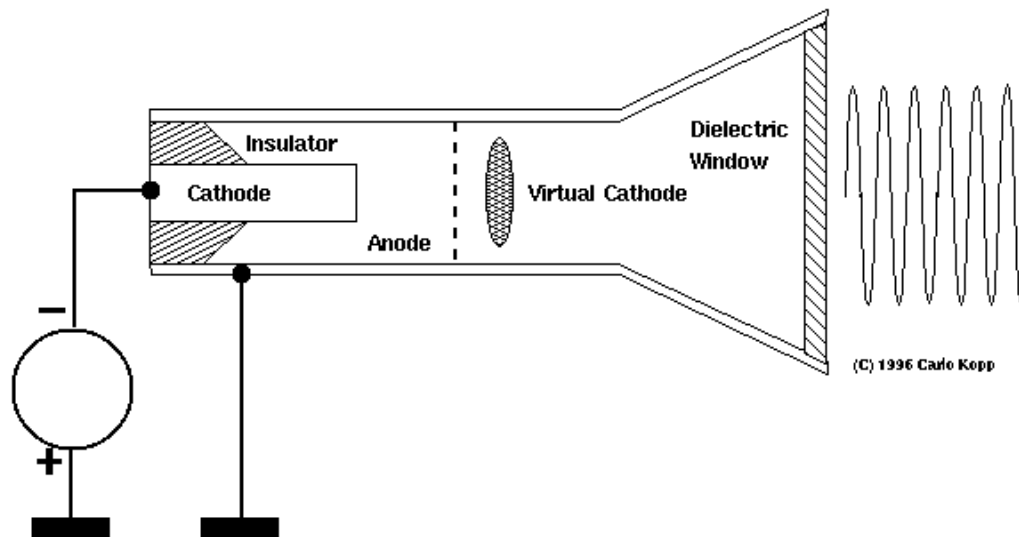 Insulator
Dielectric
Window
Cathode
Virtual Cathode
Anode
−
(C) 1996 Carlo Kopp
+